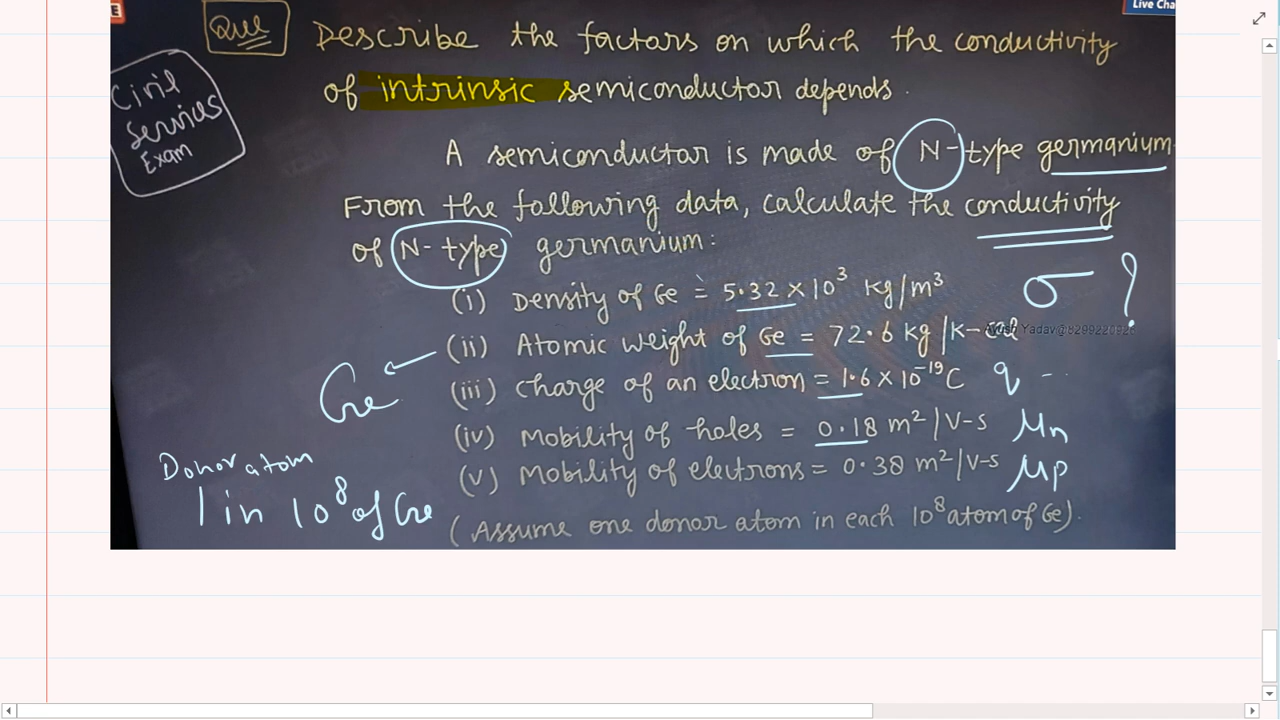 E
Live Cha
Que
Describe the factors on which the conductivity
of intrinsic semiconductor depends.
Civil
Services
Exam
A semiconductor is made of N-type germanium
From the following data, calculate the conductivity
of N-type germanium:
(i) Density of Ge = 5.32 × 10³ kg/m³
σ ?
(ii) Atomic weight of Ge = 72.6 kg/K-
Yadav@8299220926
Ge
(iii) Charge of an electron = 1.6 × 10⁻¹⁹ C q --
(iv) Mobility of holes = 0.18 m²/V-s μn
(v) Mobility of electrons = 0.38 m²/V-s μp
Donor atom
1 in 10⁸ of Ge
(Assume one donor atom in each 10⁸ atom of Ge).